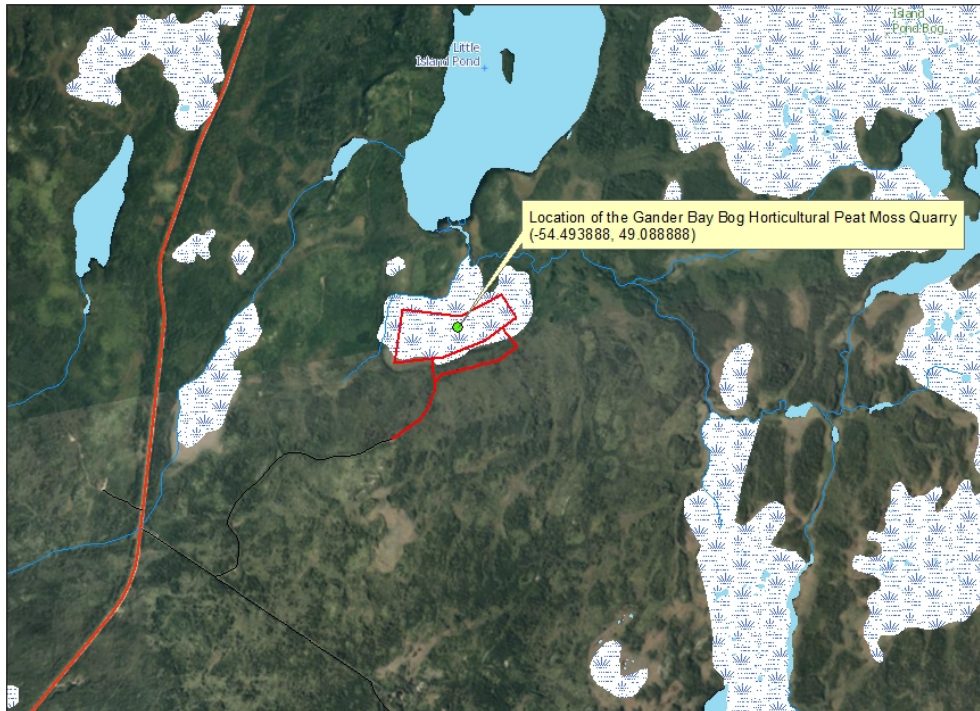 Island
Pond Bog
Little
Island Pond
Location of the Gander Bay Bog Horticultural Peat Moss Quarry
(-54.493888, 49.088888)